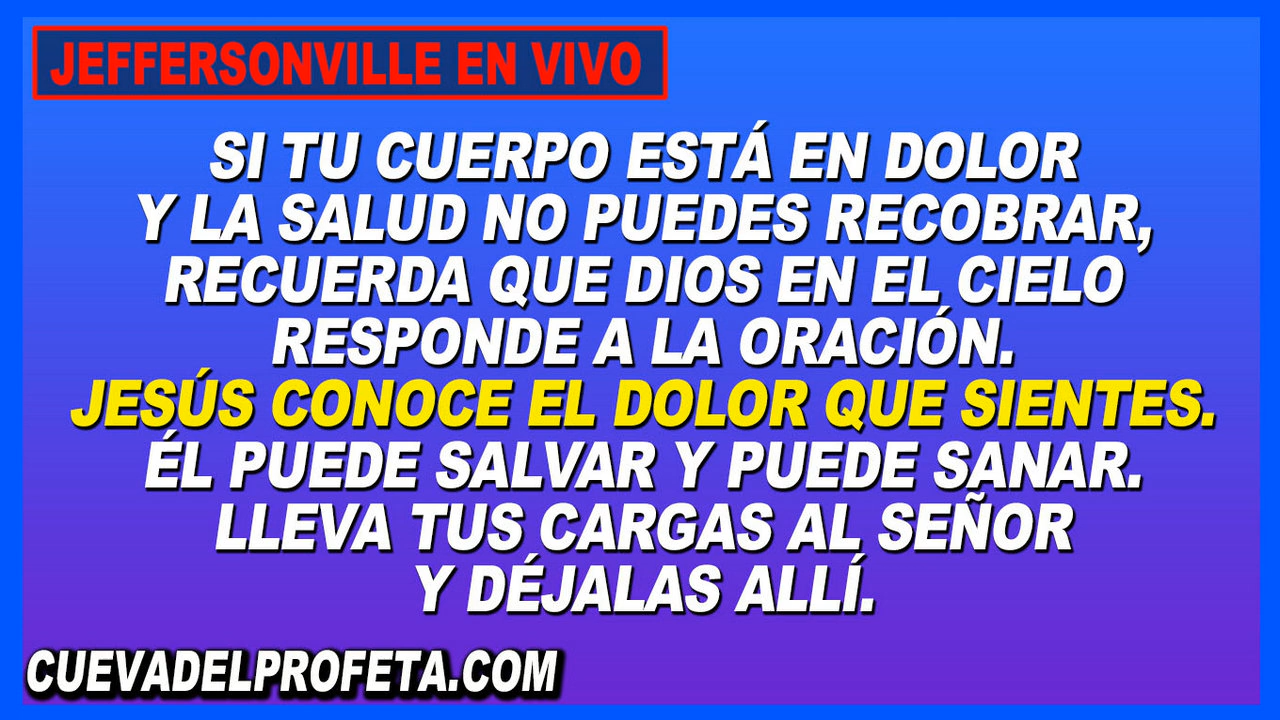 JEFFERSONVILLE EN VIVO
SI TU CUERPO ESTÁ EN DOLOR
Y LA SALUD NO PUEDES RECOBRAR,
RECUERDA QUE DIOS EN EL CIELO
RESPONDE A LA ORACIÓN.
JESÚS CONOCE EL DOLOR QUE SIENTES.
ÉL PUEDE SALVAR Y PUEDE SANAR.
LLEVA TUS CARGAS AL SEÑOR
Y DÉJALAS ALLÍ.
CUEVADELPROFETA.COM